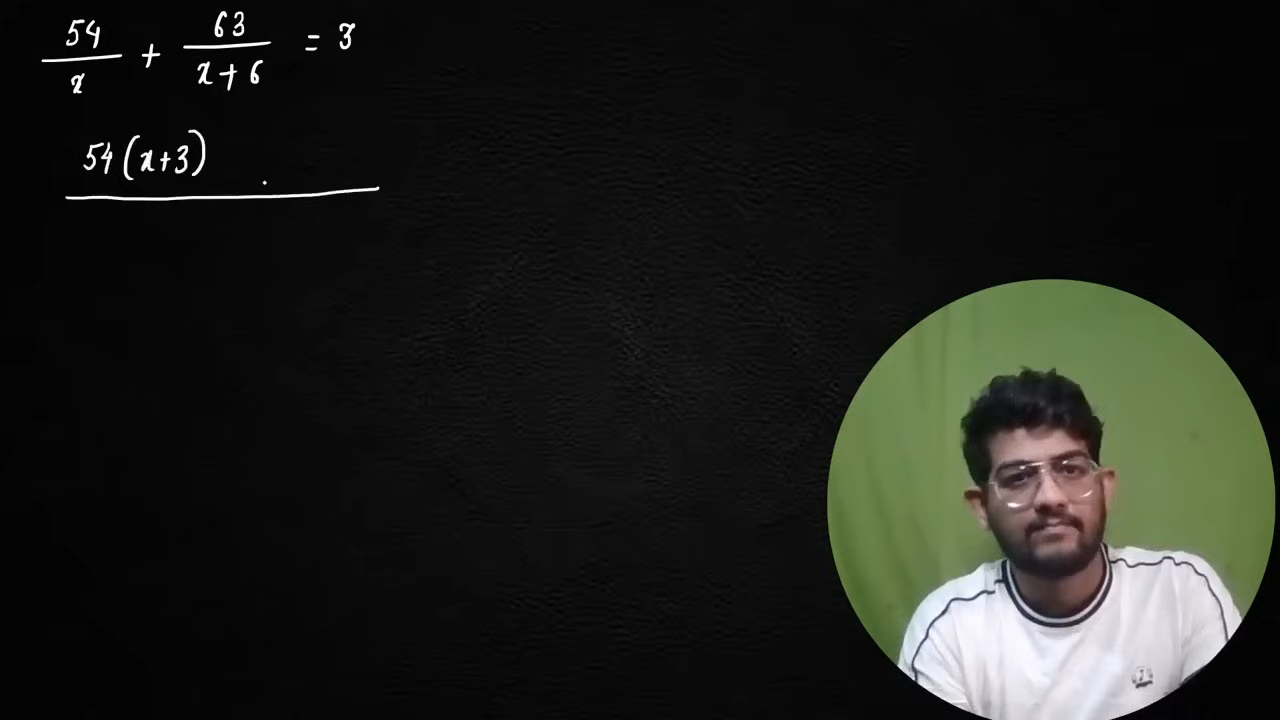 54/x + 63/(x+6) = 3
54(x+3)